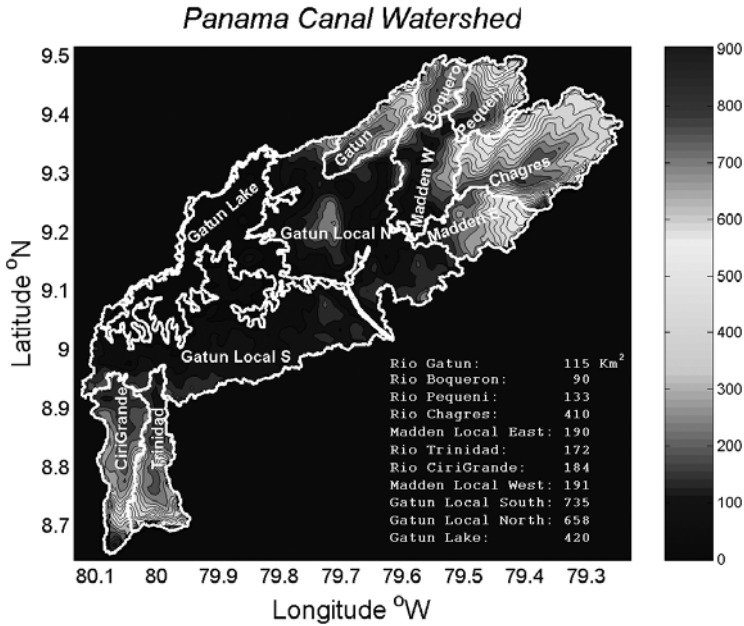 Panama Canal Watershed
Latitude ºN
9.5
9.4
9.3
9.2
9.1
9
8.9
8.8
8.7
Boqueron
Pequeni
Gatun
Chagres
Madden W
Madden E
Gatun Lake
Gatun Local N
Gatun Local S
CiriGrande
Trinidad
Rio Gatun: 115 Km²
Rio Boqueron: 90
Rio Pequeni: 133
Rio Chagres: 410
Madden Local East: 190
Rio Trinidad: 172
Rio CiriGrande: 184
Madden Local West: 191
Gatun Local South: 735
Gatun Local North: 658
Gatun Lake: 420
80.1 80 79.9 79.8 79.7 79.6 79.5 79.4 79.3
Longitude ºW
900
800
700
600
500
400
300
200
100
0